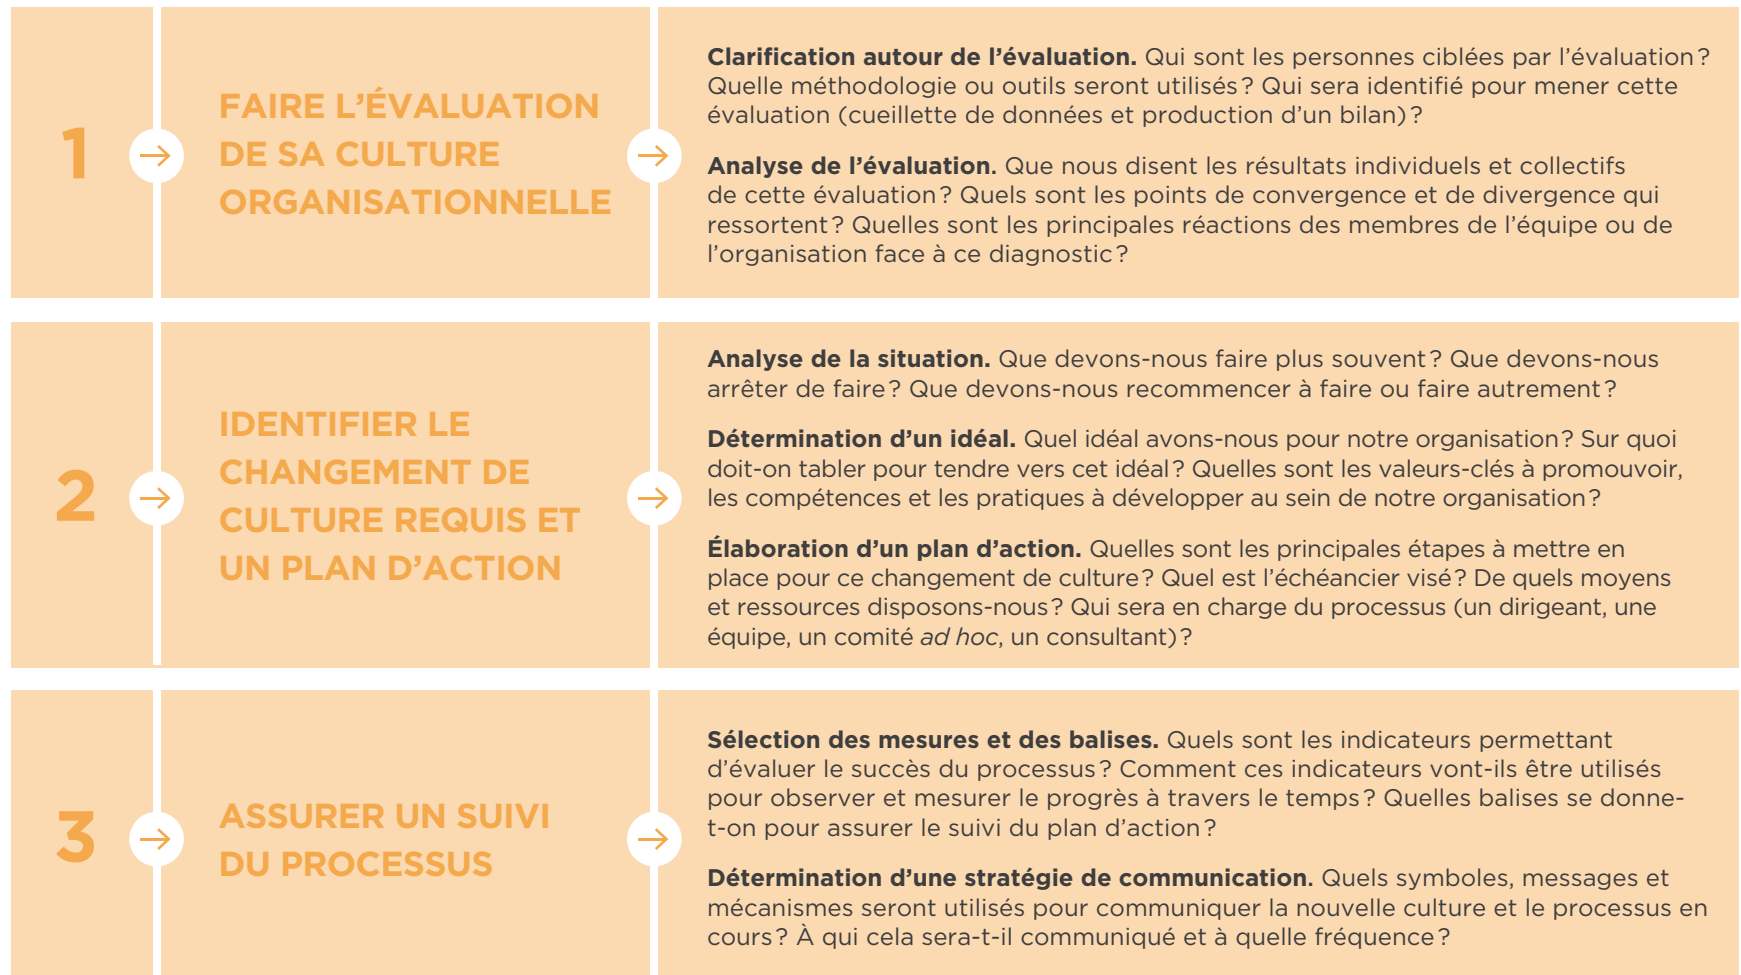 1
FAIRE L’ÉVALUATION
DE SA CULTURE
ORGANISATIONNELLE
Clarification autour de l’évaluation. Qui sont les personnes ciblées par l’évaluation ?
Quelle méthodologie ou outils seront utilisés ? Qui sera identifié pour mener cette
évaluation (cueillette de données et production d’un bilan) ?
Analyse de l’évaluation. Que nous disent les résultats individuels et collectifs
de cette évaluation ? Quels sont les points de convergence et de divergence qui
ressortent ? Quelles sont les principales réactions des membres de l’équipe ou de
l’organisation face à ce diagnostic ?
2
IDENTIFIER LE
CHANGEMENT DE
CULTURE REQUIS ET
UN PLAN D’ACTION
Analyse de la situation. Que devons-nous faire plus souvent ? Que devons-nous
arrêter de faire ? Que devons-nous recommencer à faire ou faire autrement ?
Détermination d’un idéal. Quel idéal avons-nous pour notre organisation ? Sur quoi
doit-on tabler pour tendre vers cet idéal ? Quelles sont les valeurs-clés à promouvoir,
les compétences et les pratiques à développer au sein de notre organisation ?
Élaboration d’un plan d’action. Quelles sont les principales étapes à mettre en
place pour ce changement de culture ? Quel est l’échéancier visé ? De quels moyens
et ressources disposons-nous ? Qui sera en charge du processus (un dirigeant, une
équipe, un comité ad hoc, un consultant) ?
3
ASSURER UN SUIVI
DU PROCESSUS
Sélection des mesures et des balises. Quels sont les indicateurs permettant
d’évaluer le succès du processus ? Comment ces indicateurs vont-ils être utilisés
pour observer et mesurer le progrès à travers le temps ? Quelles balises se donne-
t-on pour assurer le suivi du plan d’action ?
Détermination d’une stratégie de communication. Quels symboles, messages et
mécanismes seront utilisés pour communiquer la nouvelle culture et le processus en
cours ? À qui cela sera-t-il communiqué et à quelle fréquence ?